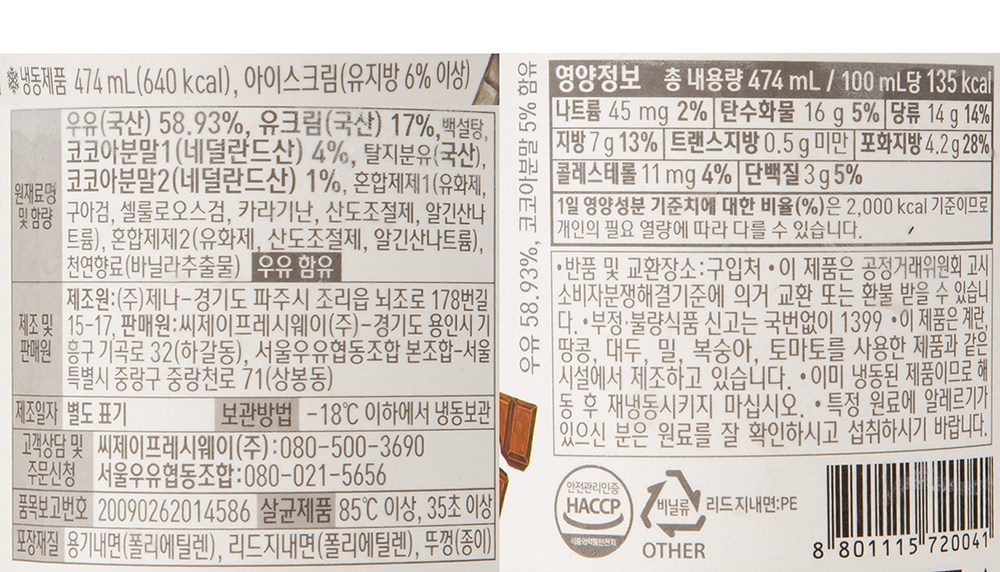 ※냉동제품 474 mL(640 kcal), 아이스크림(유지방 6% 이상)
원재료명 및 함량
우유(국산) 58.93%, 유크림(국산) 17%, 백설탕,
코코아분말1(네덜란드산) 4%, 탈지분유(국산),
코코아분말2(네덜란드산) 1%, 혼합제제1(유화제,
구아검, 셀룰로오스검, 카라기난, 산도조절제, 알긴산나
트륨), 혼합제제2(유화제, 산도조절제, 알긴산나트륨),
천연향료(바닐라추출물) 우유 함유
제조 및 판매원
제조원:(주)제나-경기도 파주시 조리읍 뇌조로 178번길
15-17, 판매원:씨제이프레시웨이(주)-경기도 용인시 기
흥구 기곡로 32(하갈동), 서울우유협동조합 본조합-서울
특별시 중랑구 중랑천로 71(상봉동)
제조일자 별도 표기 보관방법 -18℃ 이하에서 냉동보관
고객상담 및 주문신청
씨제이프레시웨이(주):080-500-3690
서울우유협동조합:080-021-5656
품목보고번호 20090262014586 살균제품 85℃ 이상, 35초 이상
포장재질 용기내면(폴리에틸렌), 리드지내면(폴리에틸렌), 뚜껑(종이)
우유 58.93%, 코코아분말 5% 함유
영양정보 총 내용량 474 mL / 100 mL당 135 kcal
나트륨 45 mg 2% 탄수화물 16 g 5% 당류 14 g 14%
지방 7 g 13% 트랜스지방 0.5 g 미만 포화지방 4.2 g 28%
콜레스테롤 11 mg 4% 단백질 3 g 5%
1일 영양성분 기준치에 대한 비율(%)은 2,000 kcal 기준이므로
개인의 필요 열량에 따라 다를 수 있습니다.
•반품 및 교환장소:구입처 •이 제품은 공정거래위원회 고시
소비자분쟁해결기준에 의거 교환 또는 환불 받을 수 있습니
다. •부정·불량식품 신고는 국번없이 1399 •이 제품은 계란,
땅콩, 대두, 밀, 복숭아, 토마토를 사용한 제품과 같은
시설에서 제조하고 있습니다. •이미 냉동된 제품이므로 해
동 후 재냉동시키지 마십시오. •특정 원료에 알레르기가
있으신 분은 원료를 잘 확인하시고 섭취하시기 바랍니다.
안전관리인증
HACCP
식품의약품안전처
비닐류
OTHER
리드지내면:PE
8 801115 720041